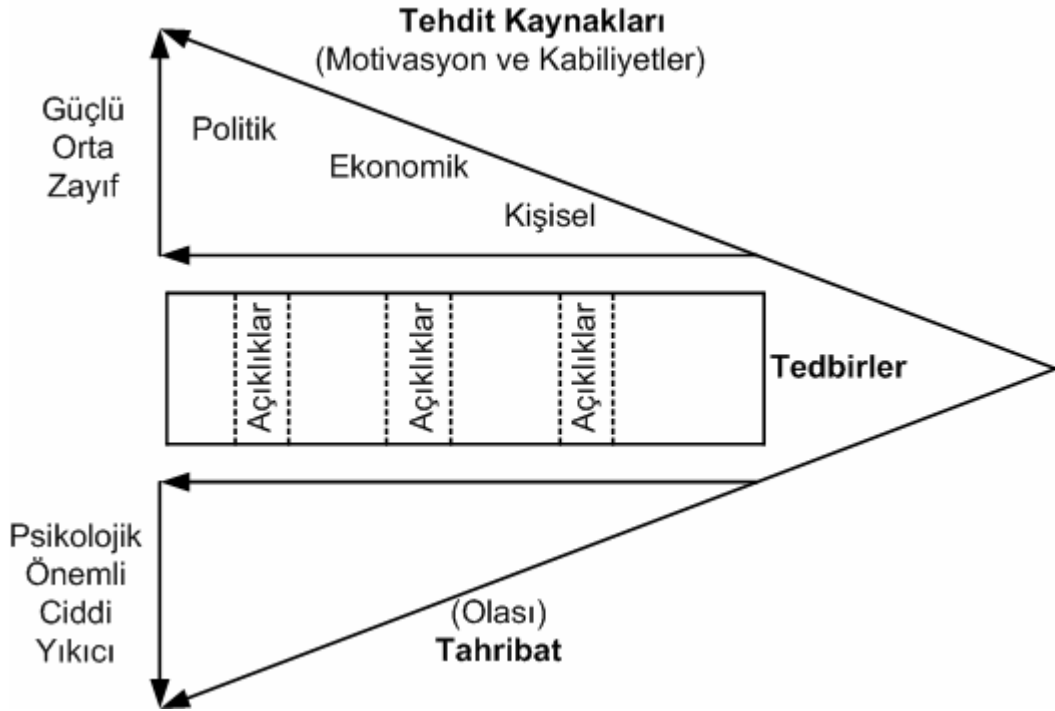 Tehdit Kaynakları
(Motivasyon ve Kabiliyetler)
Güçlü
Orta
Zayıf
Politik
Ekonomik
Kişisel
Açıklıklar
Açıklıklar
Açıklıklar
Tedbirler
Psikolojik
Önemli
Ciddi
Yıkıcı
(Olası)
Tahribat